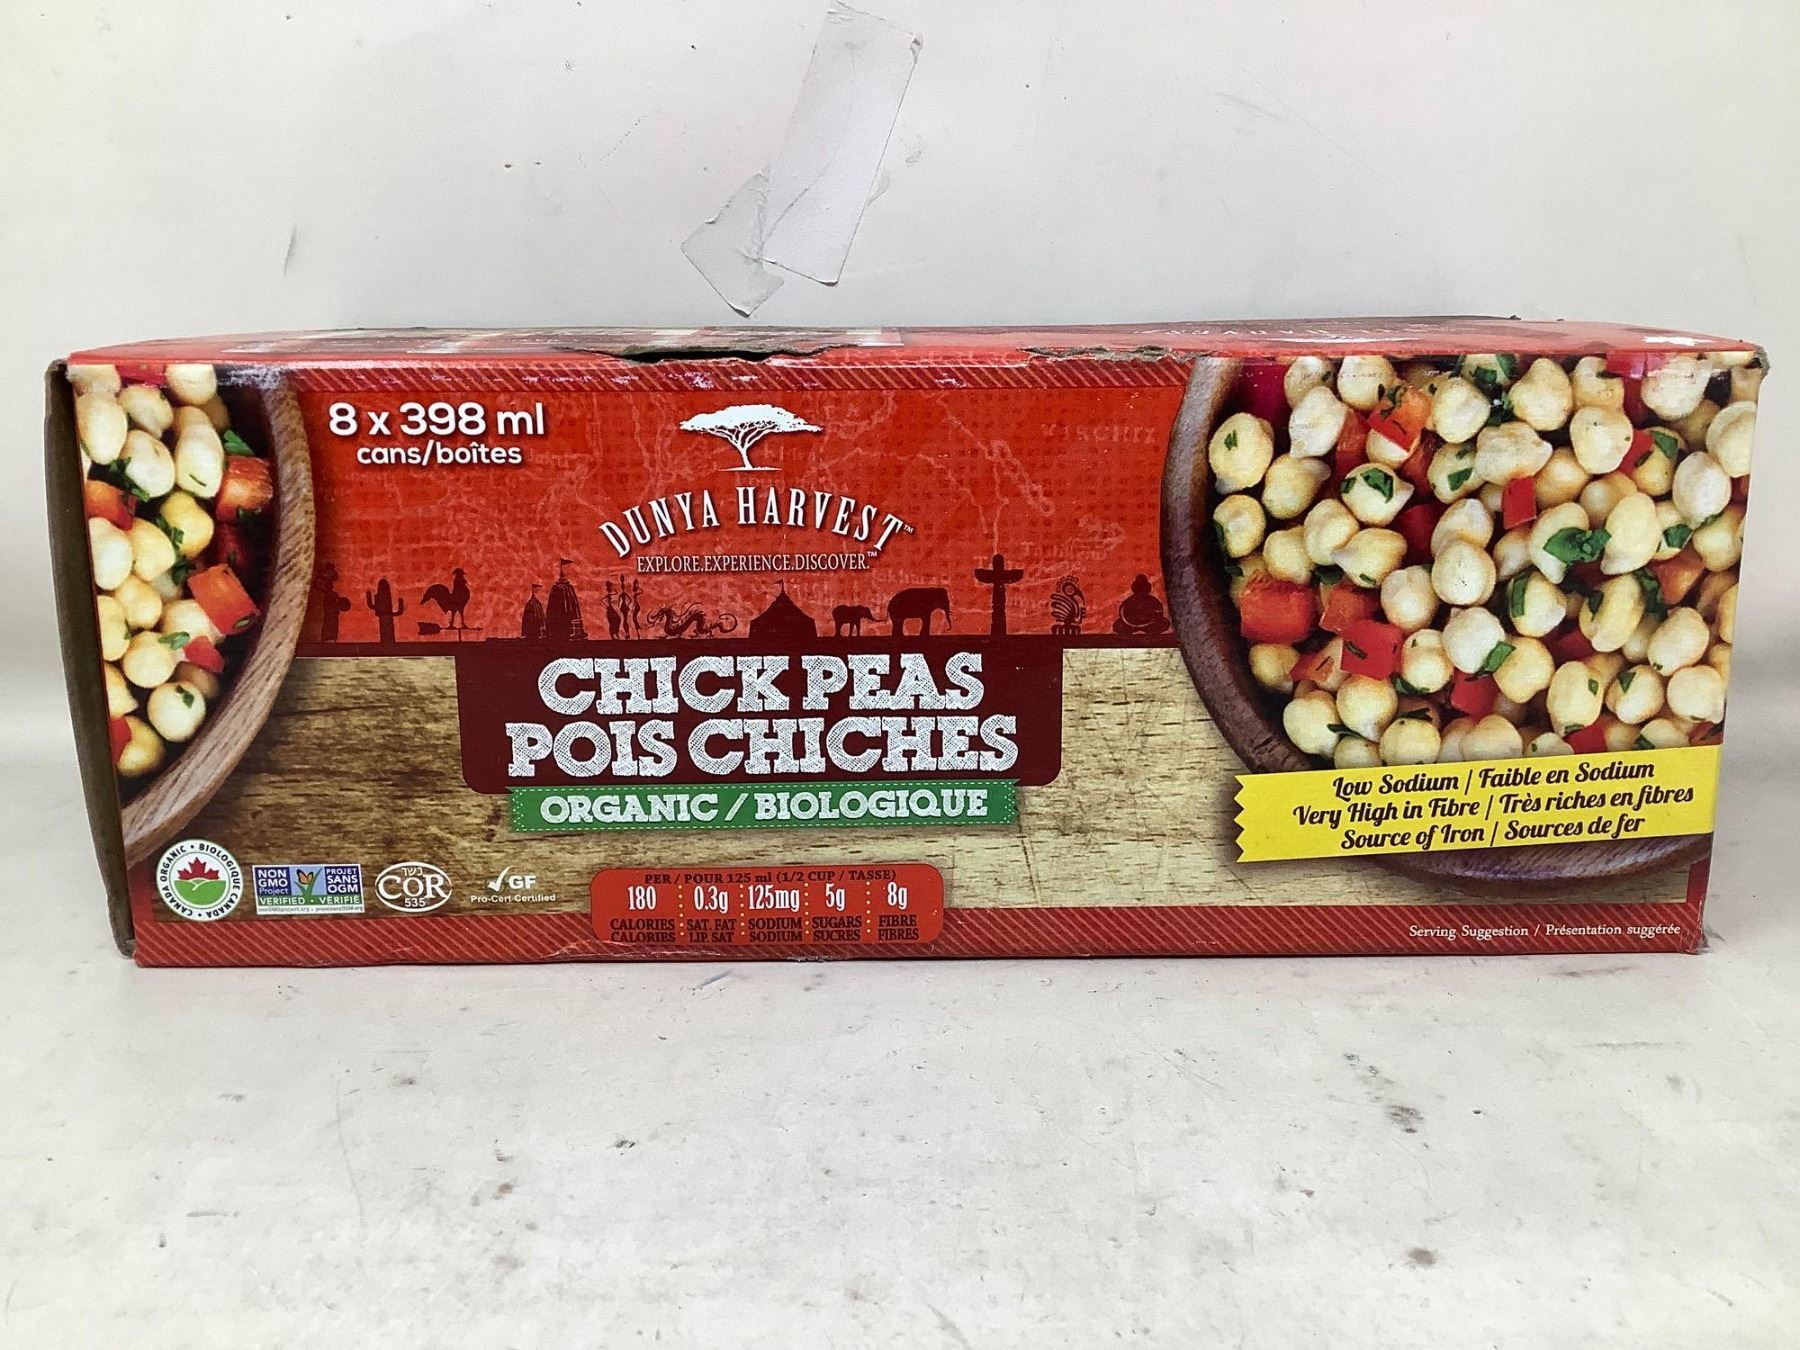 8 x 398 ml
cans/boîtes
DUNYA HARVEST™
EXPLORE.EXPERIENCE.DISCOVER.™
CHICK PEAS
POIS CHICHES
ORGANIC / BIOLOGIQUE
Low Sodium / Faible en Sodium
Very High in Fibre / Très riches en fibres
Source of Iron / Sources de fer
CANADA ORGANIC • BIOLOGIQUE CANADA •
NON GMO Project VERIFIED
PROJET SANS OGM VERIFIÉ
כשר
COR
535
GF
Pro-Cert Certified
PER / POUR 125 ml (1/2 CUP / TASSE)
180 0.3g 125mg 5g 8g
CALORIES SAT. FAT SODIUM SUGARS FIBRE
CALORIES LIP. SAT SODIUM SUCRES FIBRES
Serving Suggestion / Présentation suggérée